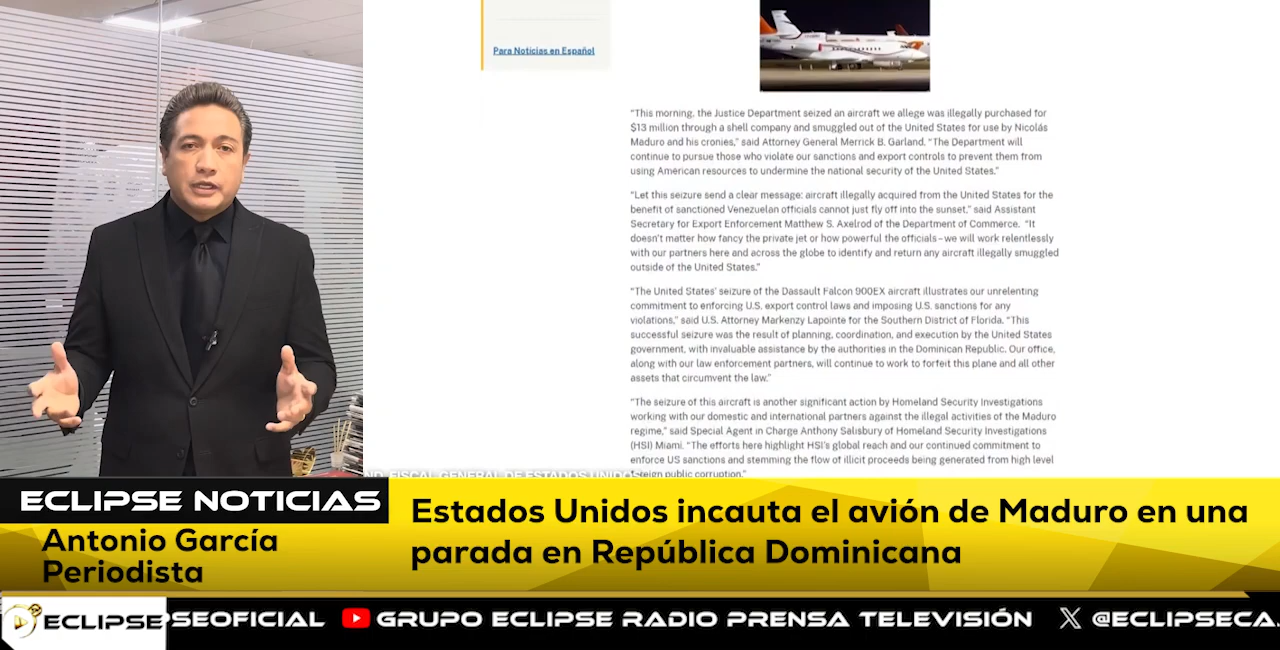 Para Noticias en Español
“This morning, the Justice Department seized an aircraft we allege was illegally purchased for
$13 million through a shell company and smuggled out of the United States for use by Nicolás
Maduro and his cronies,” said Attorney General Merrick B. Garland. “The Department will
continue to pursue those who violate our sanctions and export controls to prevent them from
using American resources to undermine the national security of the United States.”
“Let this seizure send a clear message: aircraft illegally acquired from the United States for the
benefit of sanctioned Venezuelan officials cannot just fly off into the sunset,” said Assistant
Secretary for Export Enforcement Matthew S. Axelrod of the Department of Commerce. “It
doesn’t matter how fancy the private jet or how powerful the officials – we will work relentlessly
with our partners here and across the globe to identify and return any aircraft illegally smuggled
outside of the United States.”
“The United States’ seizure of the Dassault Falcon 900EX aircraft illustrates our unrelenting
commitment to enforcing U.S. export control laws and imposing U.S. sanctions for any
violations,” said U.S. Attorney Markenzy Lapointe for the Southern District of Florida. “This
successful seizure was the result of planning, coordination, and execution by the United States
government, with invaluable assistance by the authorities in the Dominican Republic. Our office,
along with our law enforcement partners, will continue to work to forfeit this plane and all other
assets that circumvent the law.”
“The seizure of this aircraft is another significant action by Homeland Security Investigations
working with our domestic and international partners against the illegal activities of the Maduro
regime,” said Special Agent in Charge Anthony Salisbury of Homeland Security Investigations
(HSI) Miami. “The efforts here highlight HSI’s global reach and our continued commitment to
enforce US sanctions and stemming the flow of illicit proceeds being generated from high level
foreign public corruption.”
FISCAL GENERAL DE ESTADOS UNIDOS
ECLIPSE NOTICIAS
Antonio García
Periodista
Estados Unidos incauta el avión de Maduro en una
parada en República Dominicana
ECLIPSE PSEOFICIAL GRUPO ECLIPSE RADIO PRENSA TELEVISIÓN @ECLIPSECA